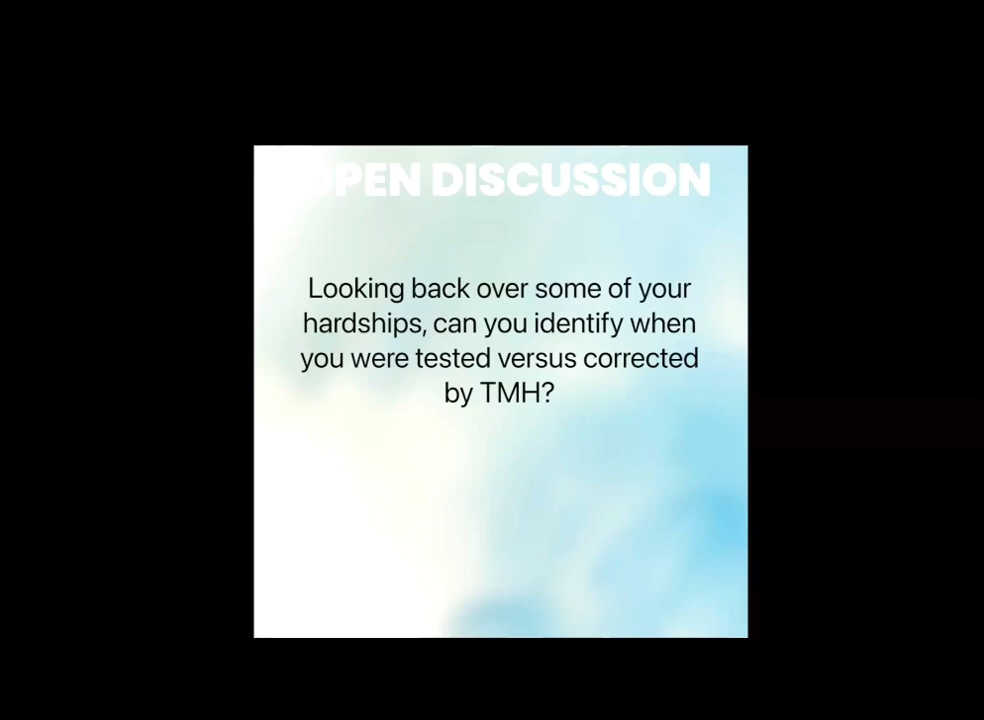 OPEN DISCUSSION
Looking back over some of your
hardships, can you identify when
you were tested versus corrected
by TMH?